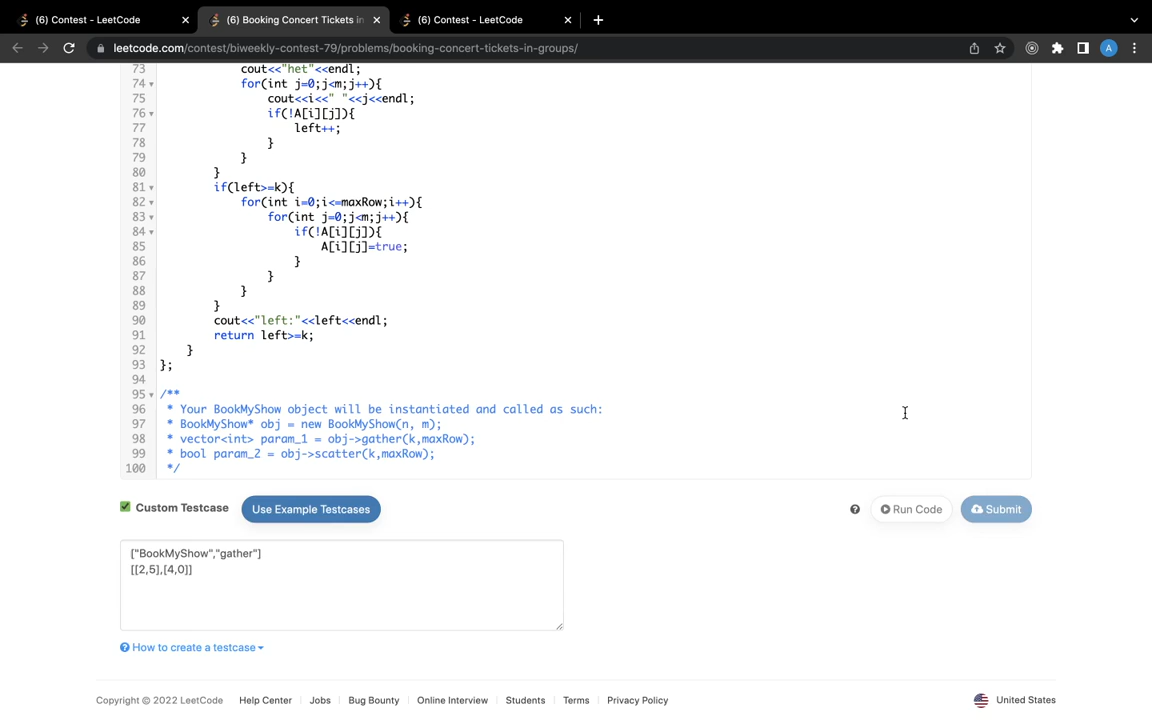 (6) Contest - LeetCode
(6) Booking Concert Tickets in
(6) Contest - LeetCode
leetcode.com/contest/biweekly-contest-79/problems/booking-concert-tickets-in-groups/
A
73 cout<<"het"<<endl;
74 for(int j=0;j<m;j++){
75 cout<<i<<" "<<j<<endl;
76 if(!A[i][j]){
77 left++;
78 }
79 }
80 }
81 if(left>=k){
82 for(int i=0;i<=maxRow;i++){
83 for(int j=0;j<m;j++){
84 if(!A[i][j]){
85 A[i][j]=true;
86 }
87 }
88 }
89 }
90 cout<<"left:"<<left<<endl;
91 return left>=k;
92 }
93 };
94
95 /**
96 * Your BookMyShow object will be instantiated and called as such:
97 * BookMyShow* obj = new BookMyShow(n, m);
98 * vector<int> param_1 = obj->gather(k,maxRow);
99 * bool param_2 = obj->scatter(k,maxRow);
100 */
Custom Testcase
Use Example Testcases
Run Code
Submit
["BookMyShow","gather"]
[[2,5],[4,0]]
How to create a testcase
Copyright © 2022 LeetCode Help Center Jobs Bug Bounty Online Interview Students Terms Privacy Policy United States